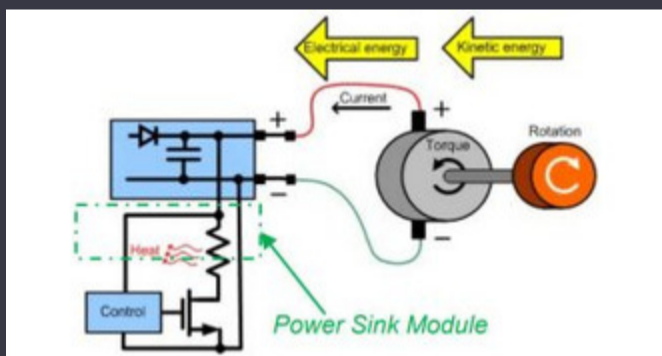 Electrical energy
Kinetic energy
Current
+
+
Rotation
Torque
−
−
Heat
Control
Power Sink Module